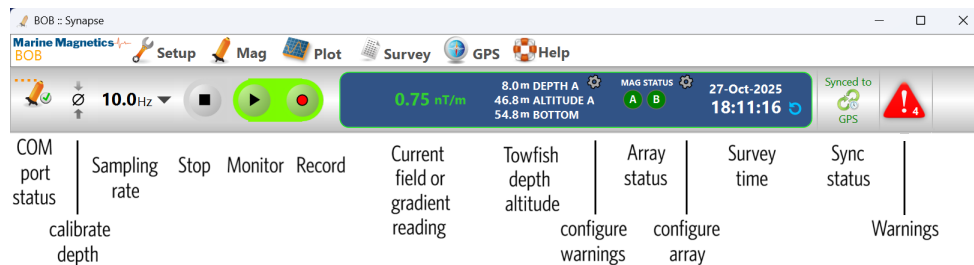 BOB :: Synapse
Marine Magnetics
BOB
Setup Mag Plot Survey GPS Help
10.0Hz
0.75 nT/m
8.0m DEPTH A
46.8m ALTITUDE A
54.8m BOTTOM
MAG STATUS
A B
27-Oct-2025
18:11:16
Synced to
GPS
4
COM
port
status
calibrate
depth
Sampling
rate
Stop
Monitor
Record
Current
field or
gradient
reading
Towfish
depth
altitude
configure
warnings
Array
status
configure
array
Survey
time
Sync
status
Warnings